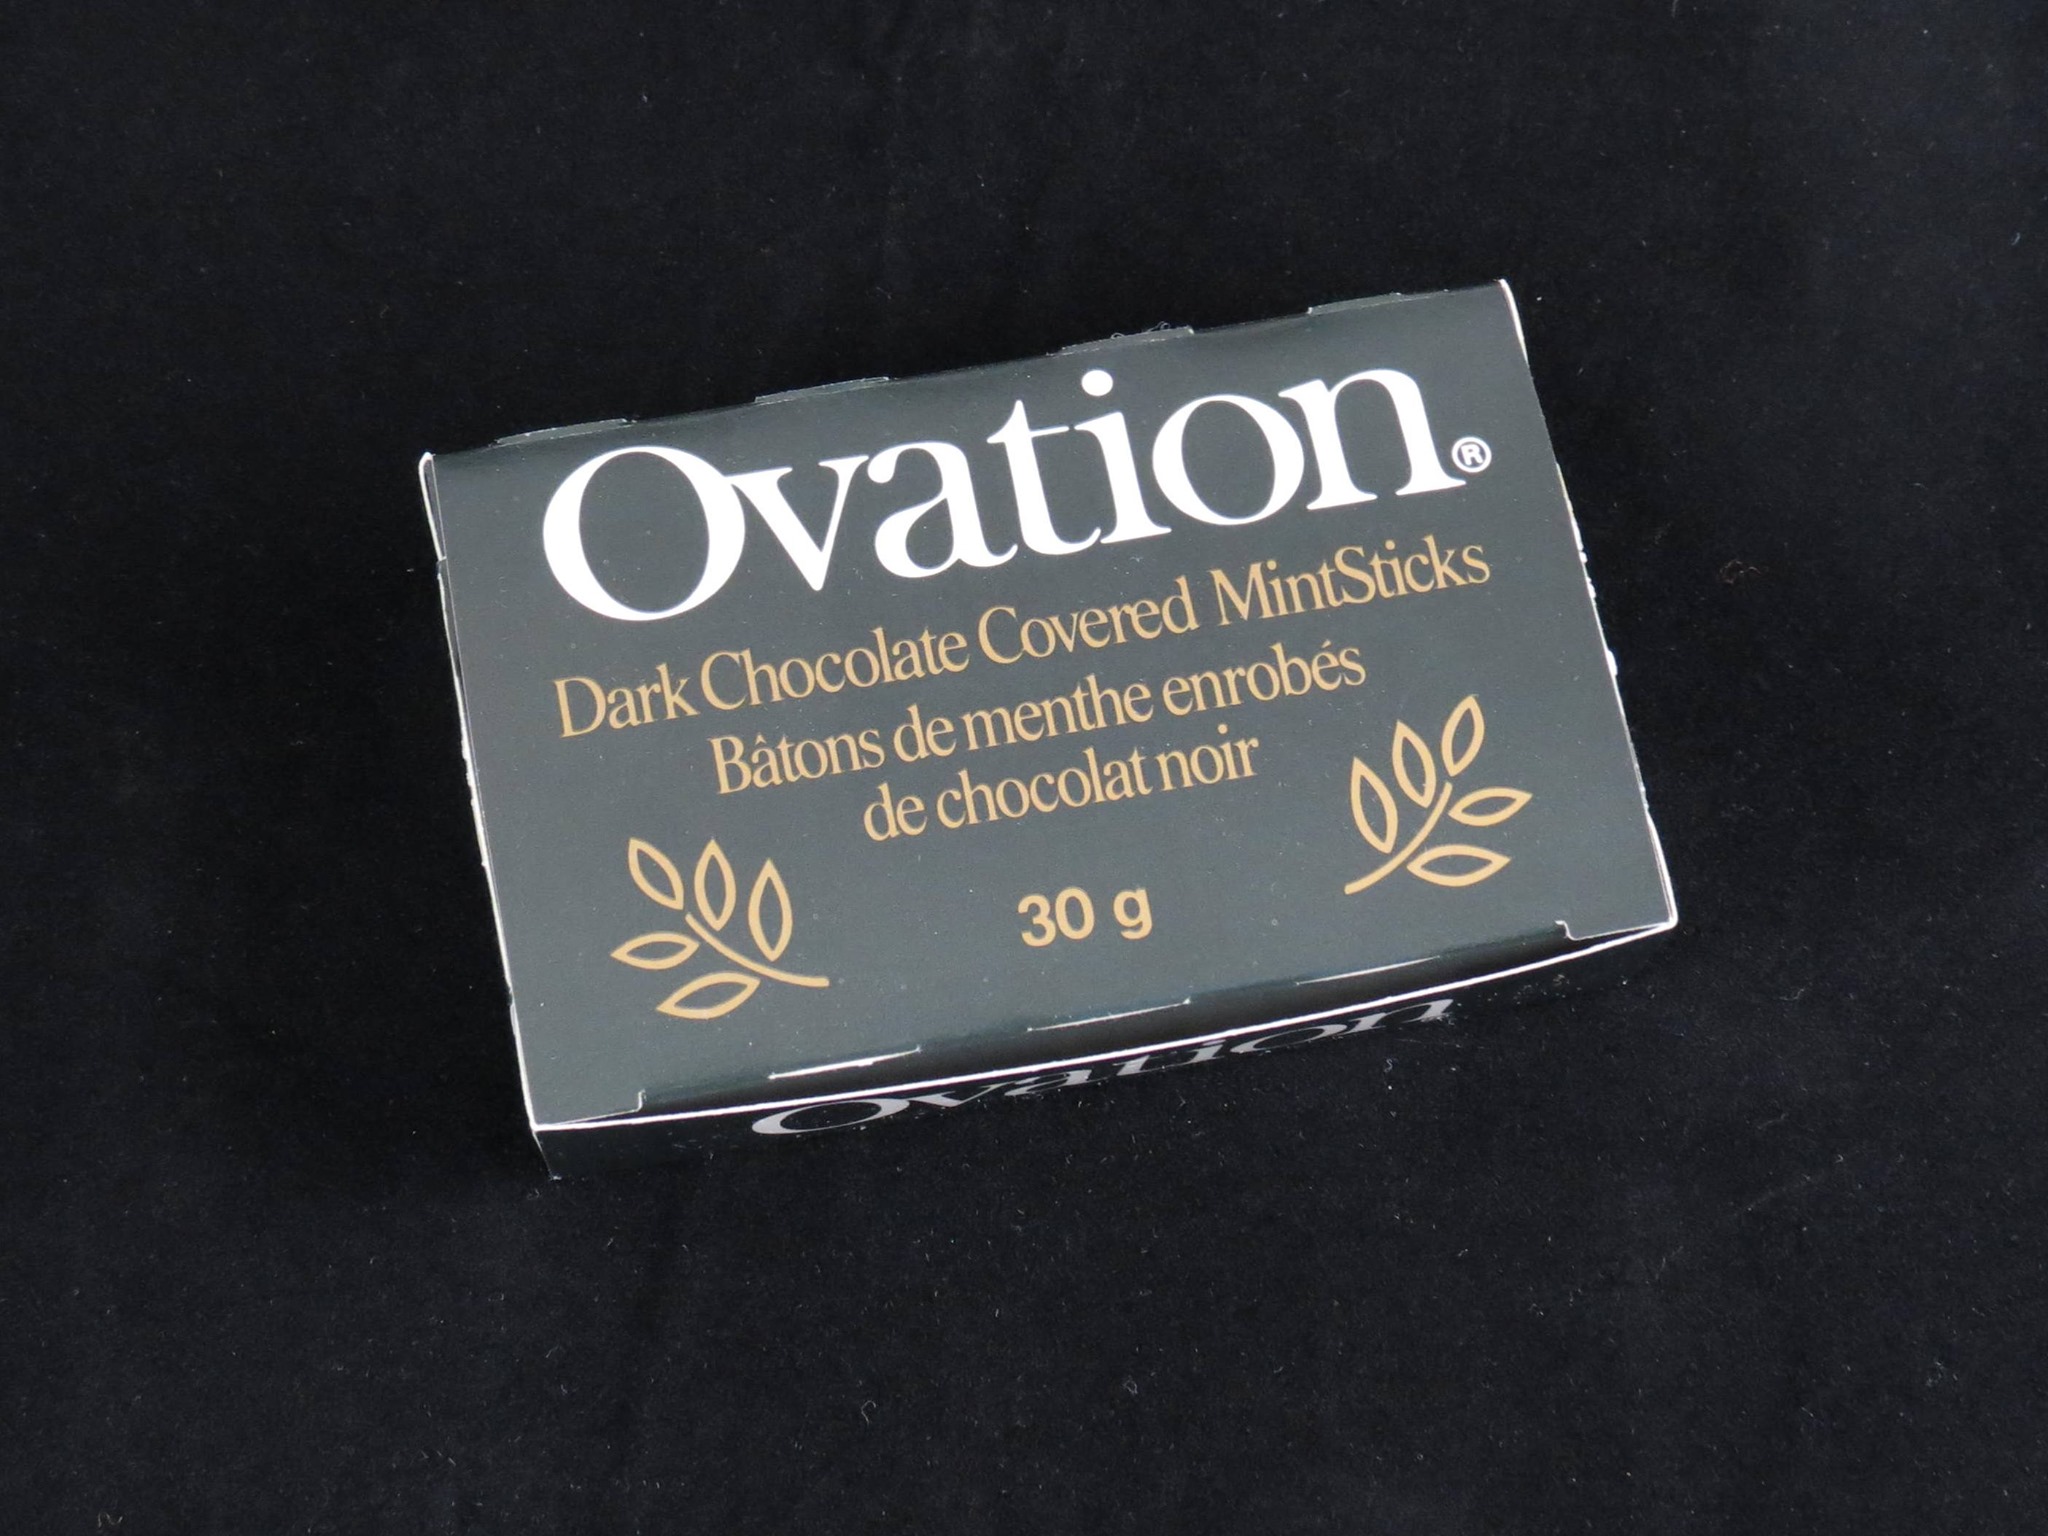 Ovation®
Dark Chocolate Covered MintSticks
Bâtons de menthe enrobés
de chocolat noir
30 g
Ovation